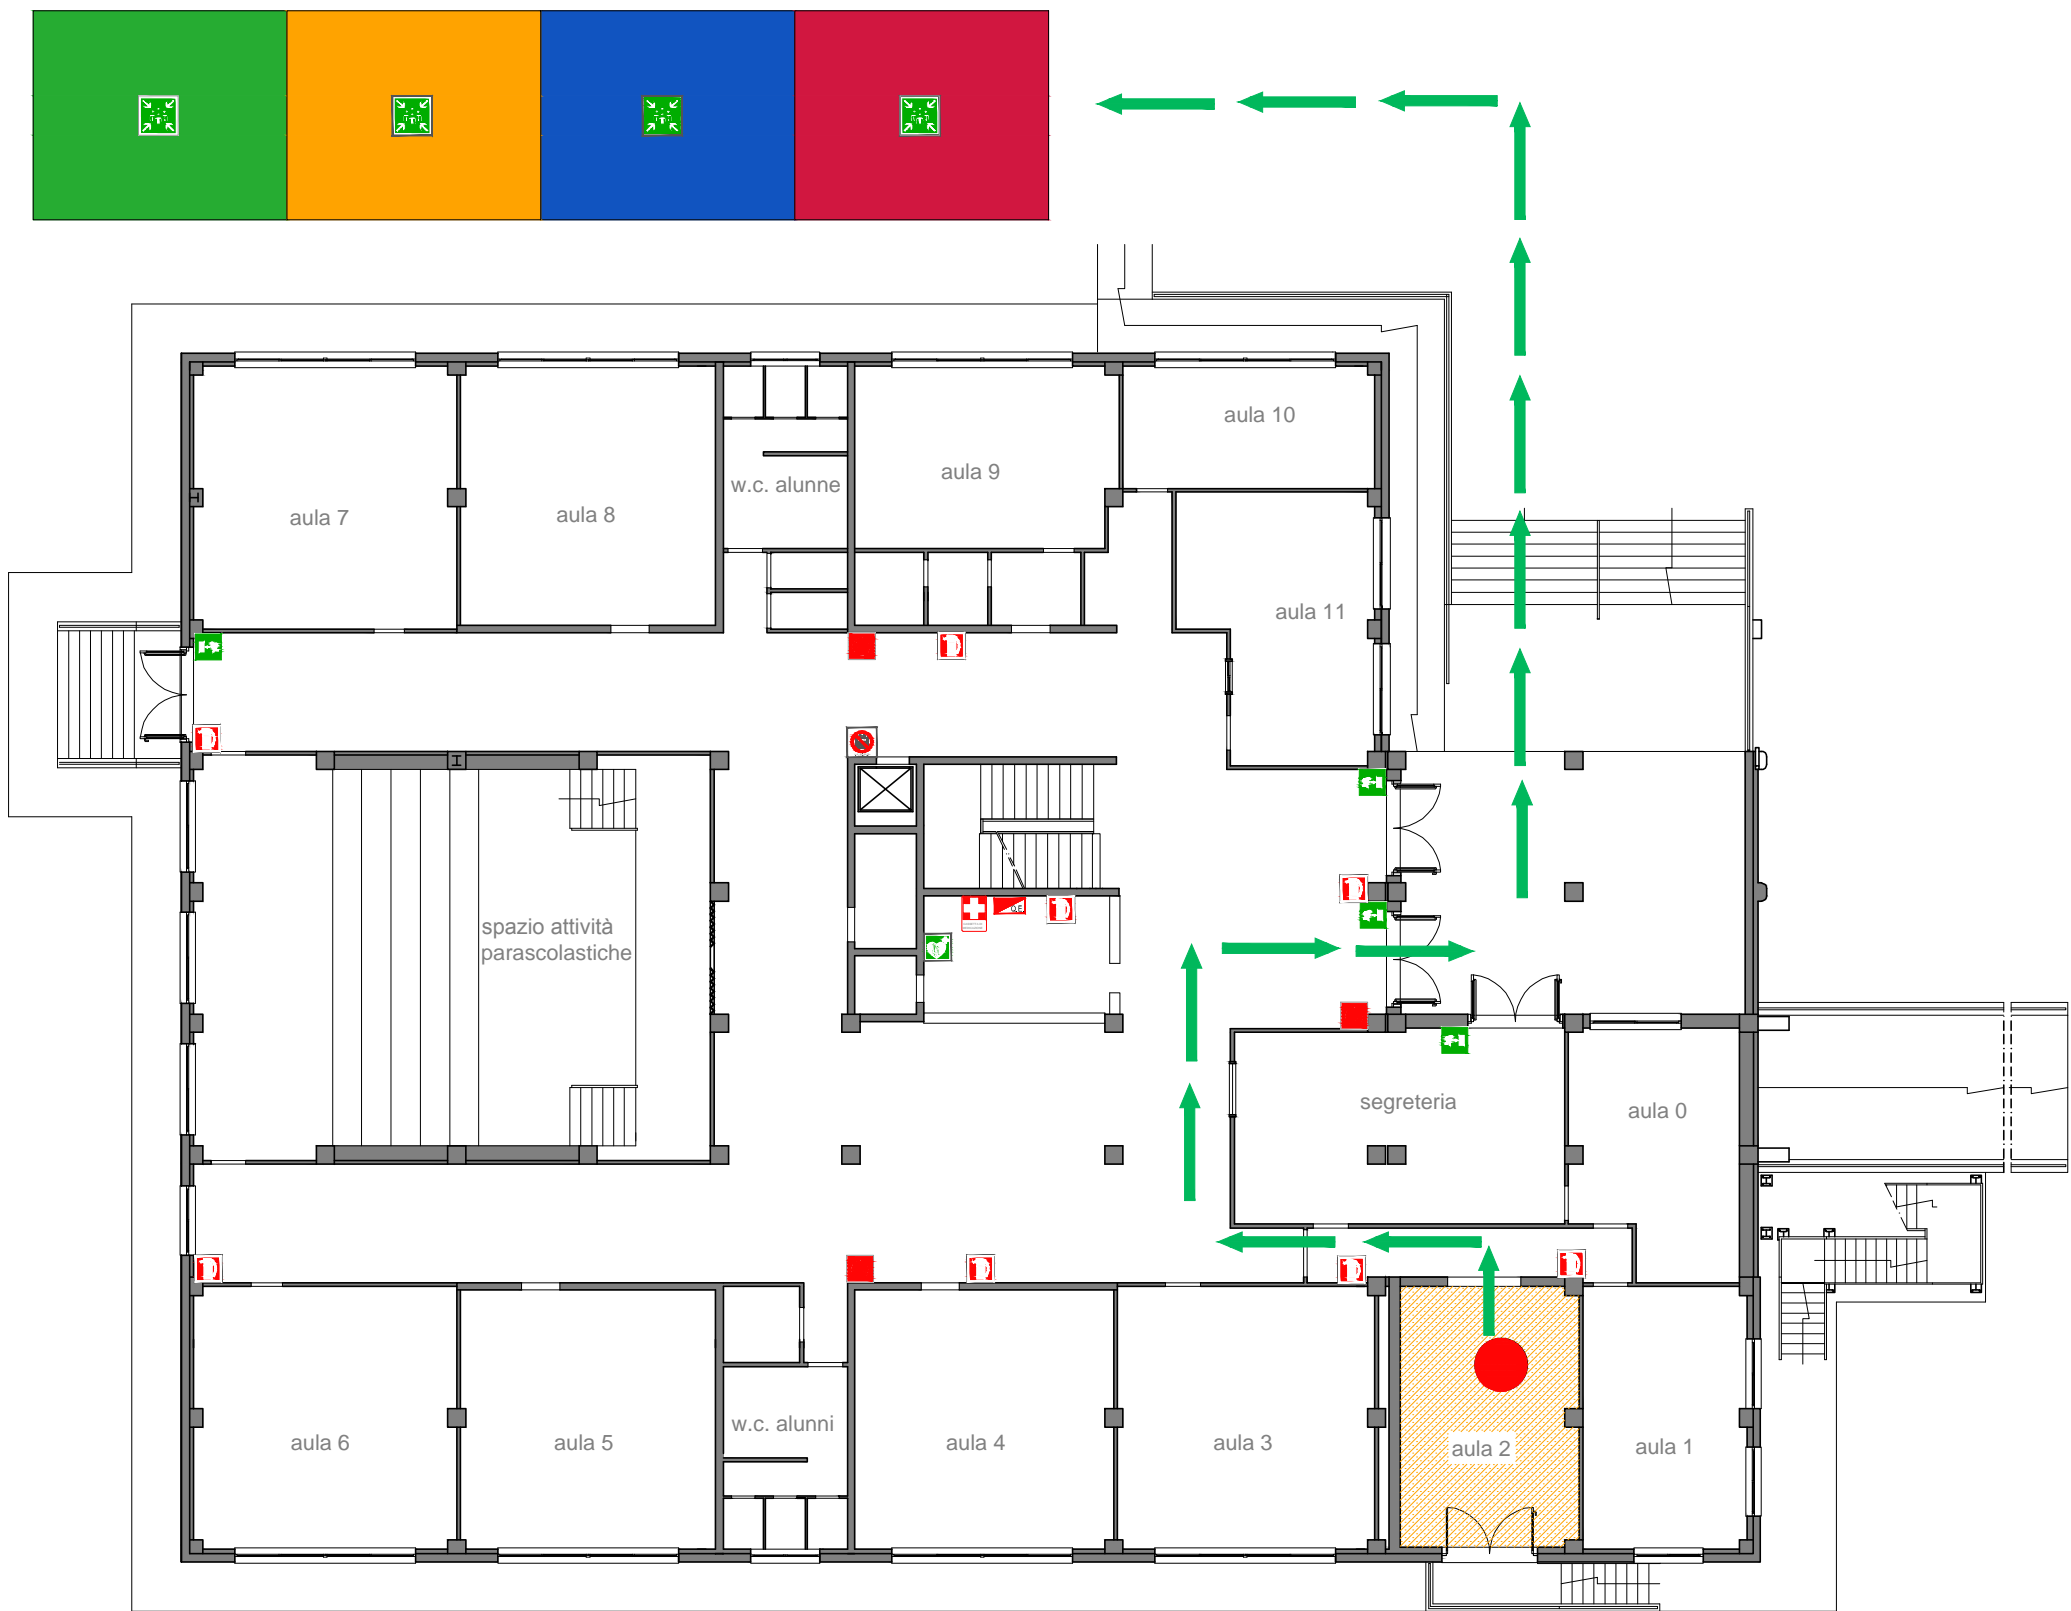 aula 10
aula 9
w.c. alunne
aula 7
aula 8
aula 11
spazio attività
parascolastiche
Q.E.
segreteria
aula 0
w.c. alunni
aula 6
aula 5
aula 4
aula 3
aula 2
aula 1